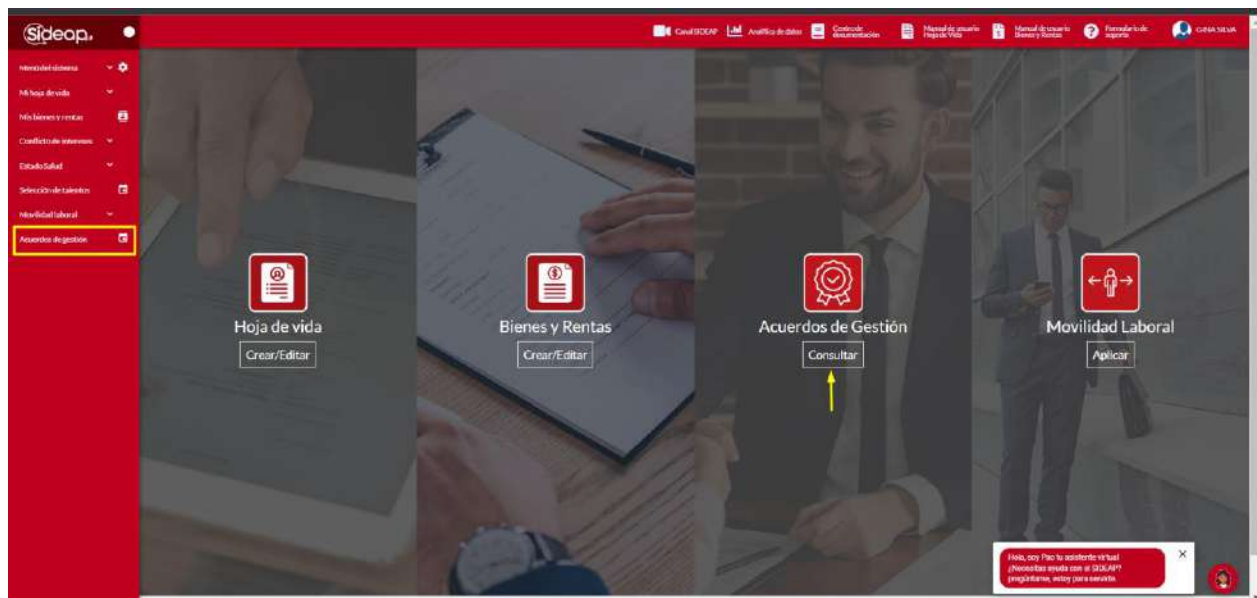 sideap.
Canal SIDEAP
Analítica de datos
Centro de
documentación
Manual de usuario
Hoja de Vida
Manual de usuario
Bienes y Rentas
Formulario de
soporte
GINA SILVA
Menú del sistema
Mi hoja de vida
Mis bienes y rentas
Conflicto de intereses
Estado Salud
Selección de talentos
Movilidad laboral
Acuerdos de gestión
Hoja de vida
Crear/Editar
Bienes y Rentas
Crear/Editar
Acuerdos de Gestión
Consultar
Movilidad Laboral
Aplicar
Hola, soy Pao tu asistente virtual
¿Necesitas ayuda con el SIDEAP?
pregúntame, estoy para servirte.